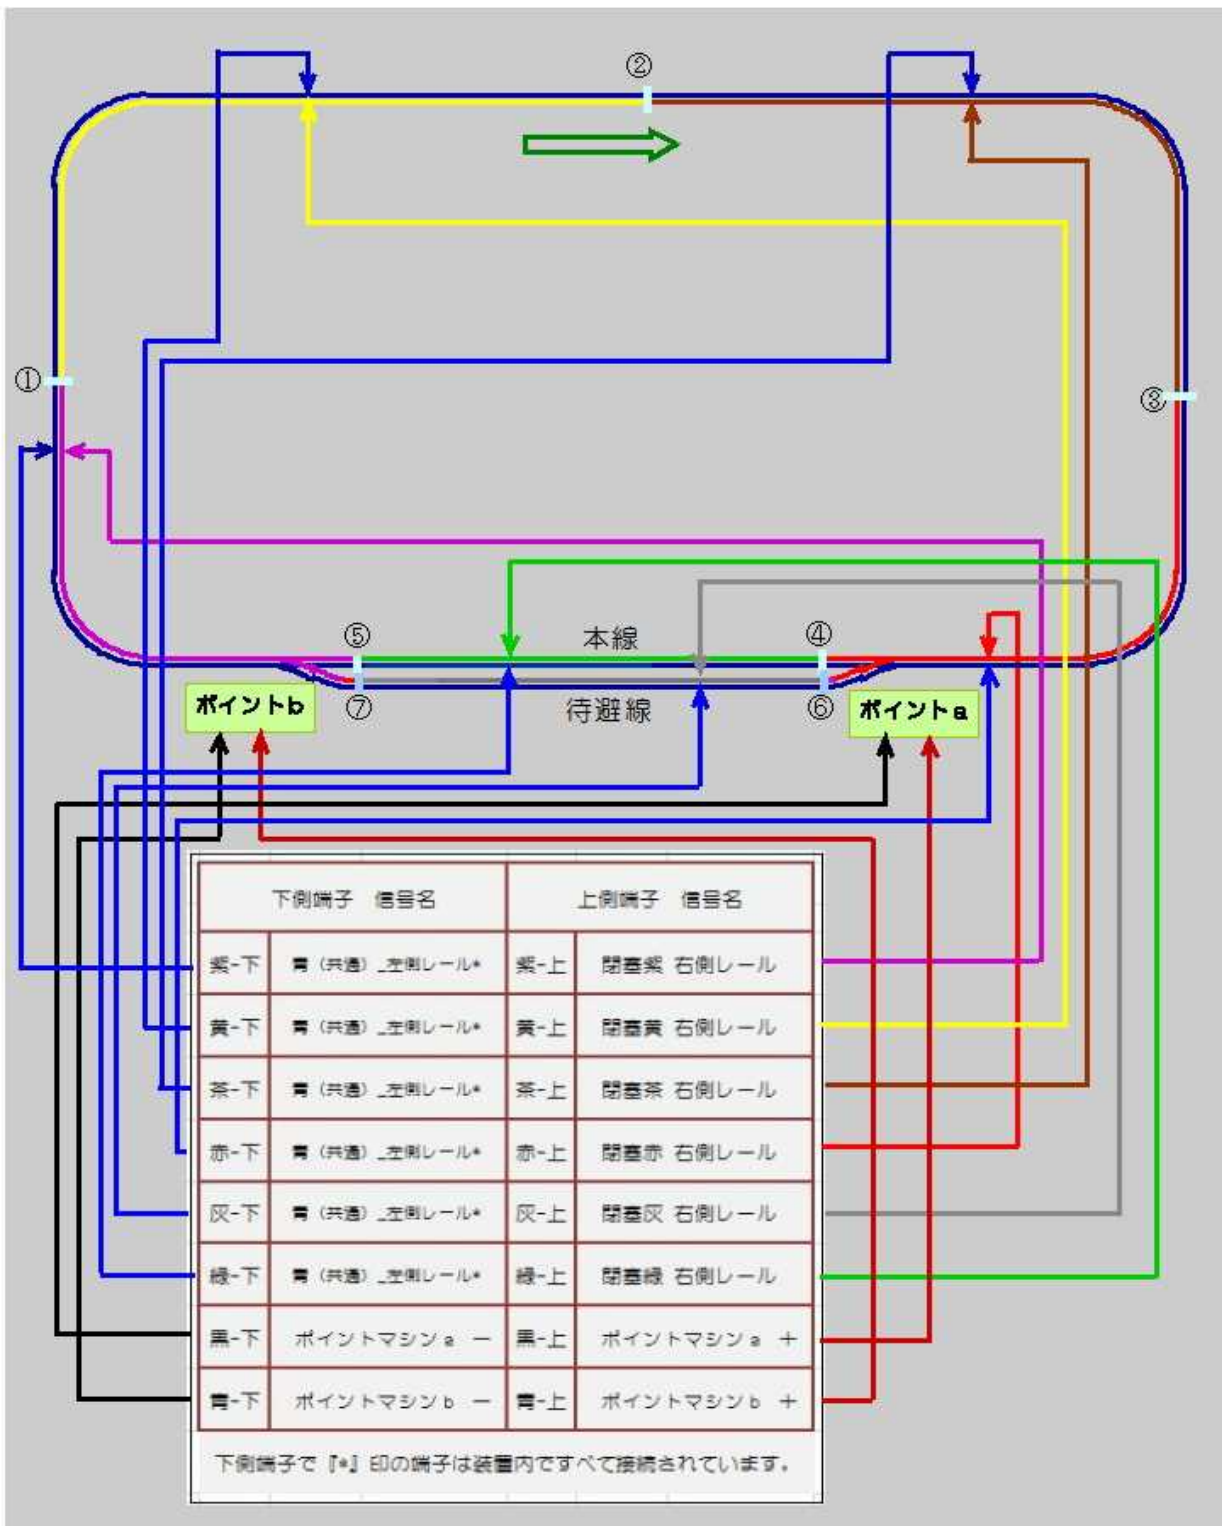 ②
①
③
⑤
本線
④
ポイントb
⑦
待避線
⑥
ポイントa
下側端子 信号名 上側端子 信号名
紫-下 青（共通）_左側レール* 紫-上 閉塞紫 右側レール
黄-下 青（共通）_左側レール* 黄-上 閉塞黄 右側レール
茶-下 青（共通）_左側レール* 茶-上 閉塞茶 右側レール
赤-下 青（共通）_左側レール* 赤-上 閉塞赤 右側レール
灰-下 青（共通）_左側レール* 灰-上 閉塞灰 右側レール
緑-下 青（共通）_左側レール* 緑-上 閉塞緑 右側レール
黒-下 ポイントマシンa － 黒-上 ポイントマシンa ＋
青-下 ポイントマシンb － 青-上 ポイントマシンb ＋
下側端子で『*』印の端子は装置内ですべて接続されています。